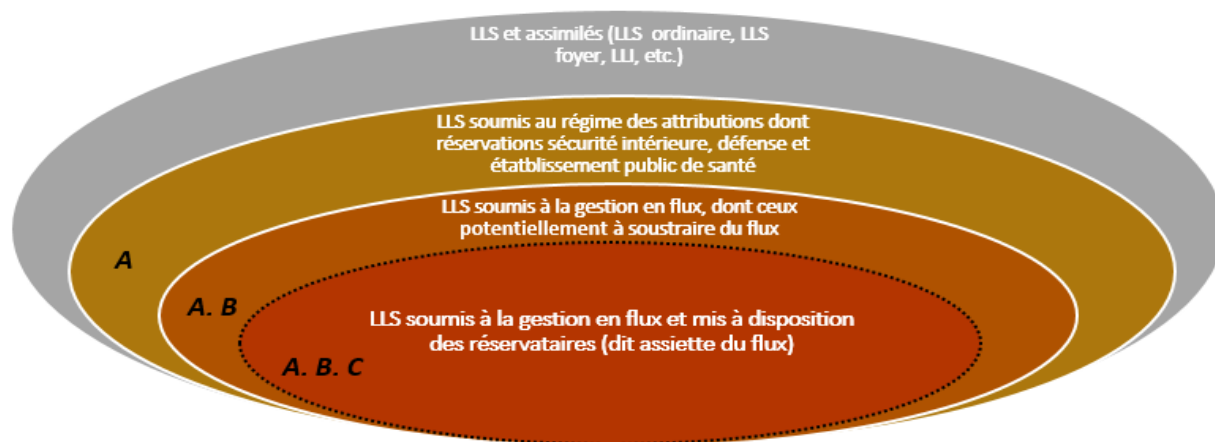 LLS et assimilés (LLS ordinaire, LLS
foyer, LLI, etc.)
LLS soumis au régime des attributions dont
réservations sécurité intérieure, défense et
étatblissement public de santé
LLS soumis à la gestion en flux, dont ceux
potentiellement à soustraire du flux
A
A. B
LLS soumis à la gestion en flux et mis à disposition
des réservataires (dit assiette du flux)
A. B. C